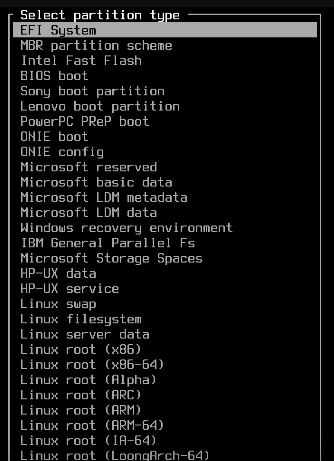 Select partition type
EFI System
MBR partition scheme
Intel Fast Flash
BIOS boot
Sony boot partition
Lenovo boot partition
PowerPC PReP boot
ONIE boot
ONIE config
Microsoft reserved
Microsoft basic data
Microsoft LDM metadata
Microsoft LDM data
Windows recovery environment
IBM General Parallel Fs
Microsoft Storage Spaces
HP-UX data
HP-UX service
Linux swap
Linux filesystem
Linux server data
Linux root (x86)
Linux root (x86-64)
Linux root (Alpha)
Linux root (ARC)
Linux root (ARM)
Linux root (ARM-64)
Linux root (IA-64)
Linux root (LoongArch-64)